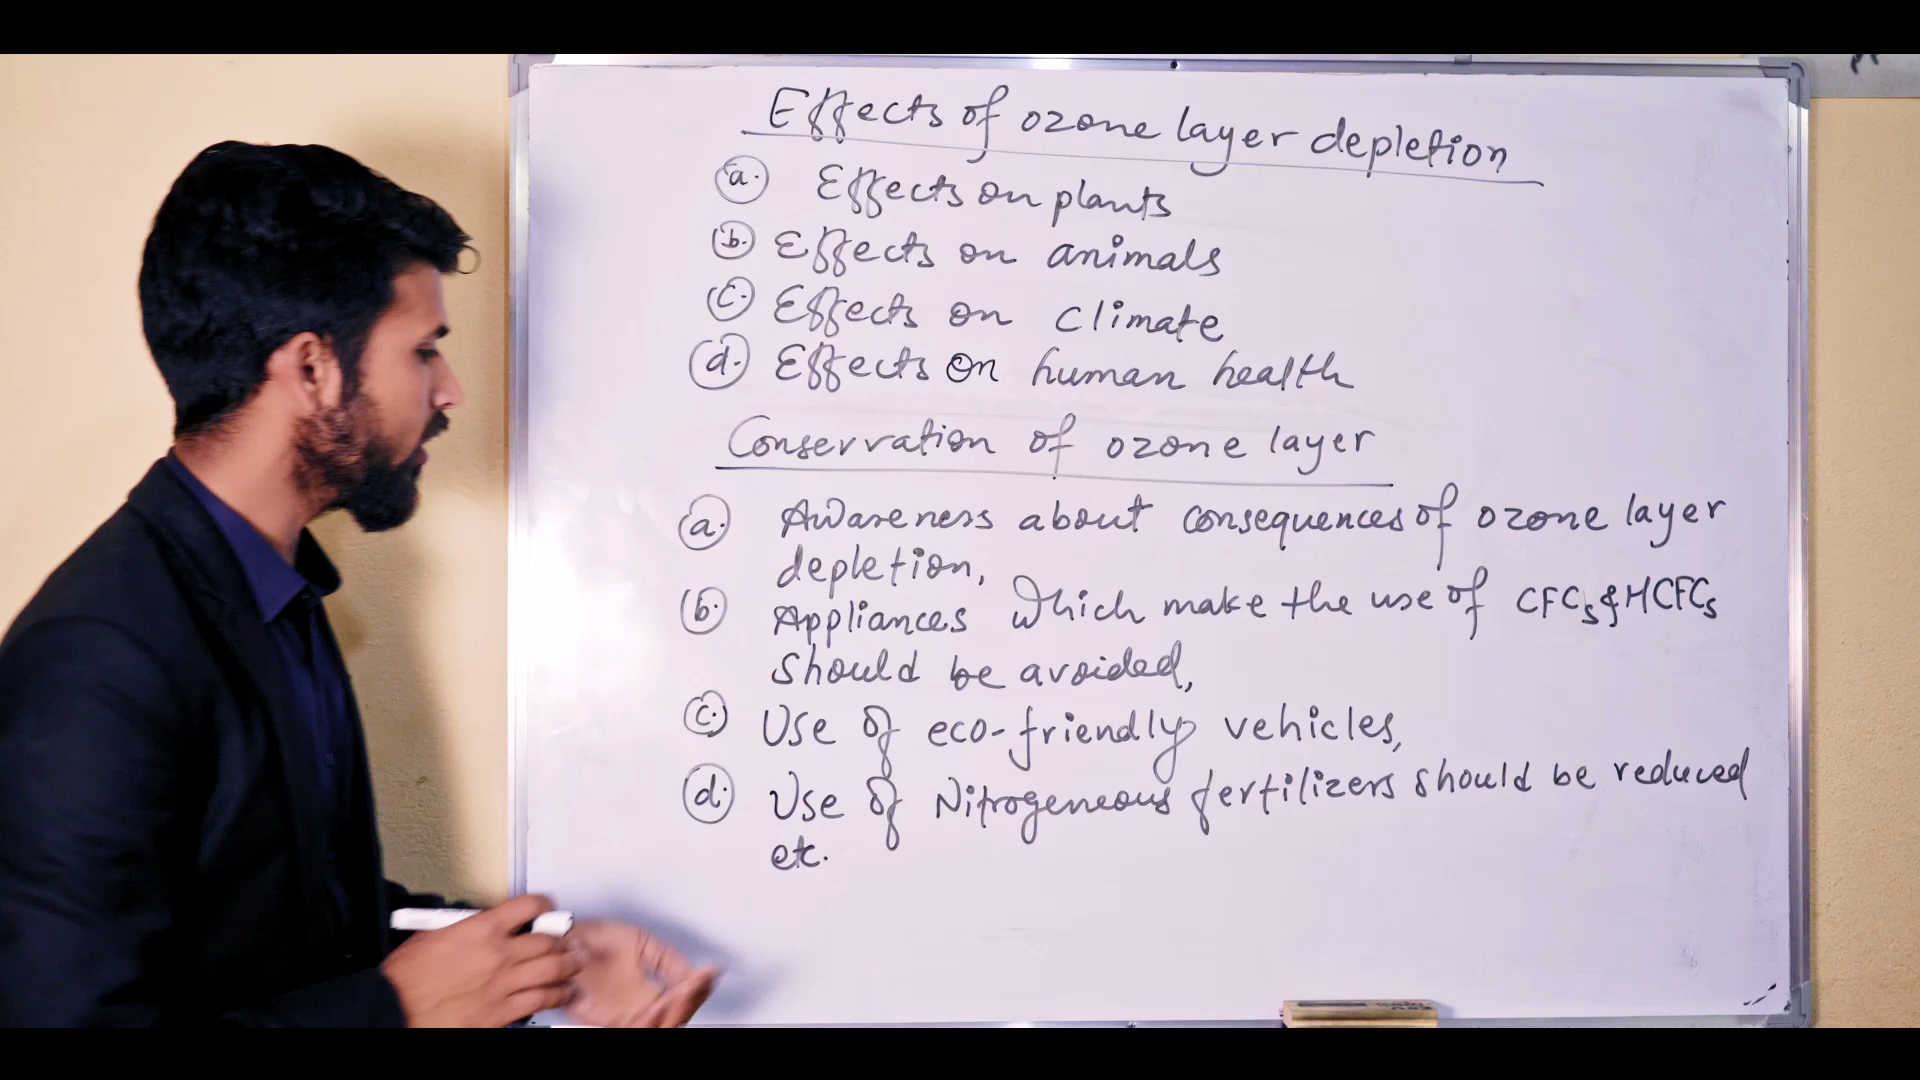 Effects of ozone layer depletion
a. Effects on plants
b. Effects on animals
c. Effects on climate
d. Effects on human health
Conservation of ozone layer
a. Awareness about consequences of ozone layer
depletion,
b. Appliances which make the use of CFCs & HCFCs
should be avoided,
c. Use of eco-friendly vehicles,
d. Use of Nitrogeneous fertilizers should be reduced
etc.